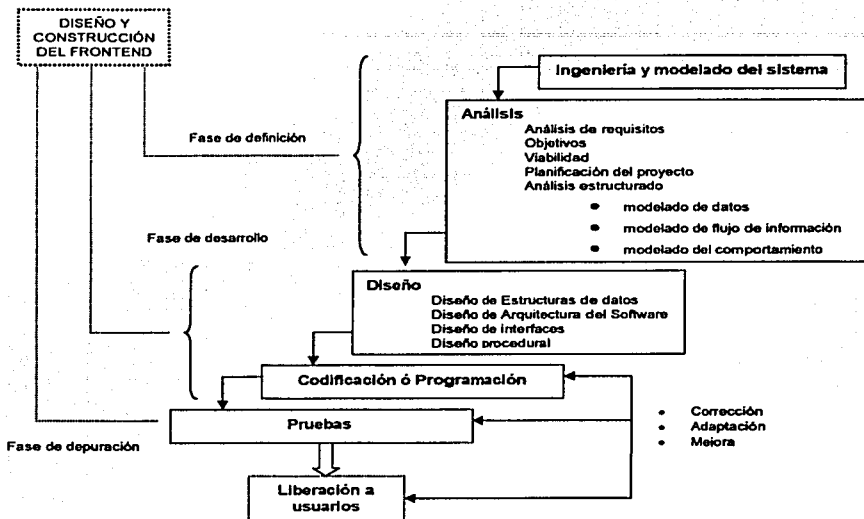 DISEÑO Y
CONSTRUCCIÓN
DEL FRONTEND
Ingeniería y modelado del sistema
Fase de definición
Análisis
Análisis de requisitos
Objetivos
Viabilidad
Planificación del proyecto
Análisis estructurado
• modelado de datos
• modelado de flujo de información
• modelado del comportamiento
Fase de desarrollo
Diseño
Diseño de Estructuras de datos
Diseño de Arquitectura del Software
Diseño de interfaces
Diseño procedural
Codificación ó Programación
Pruebas
• Corrección
• Adaptación
• Mejora
Fase de depuración
Liberación a
usuarios